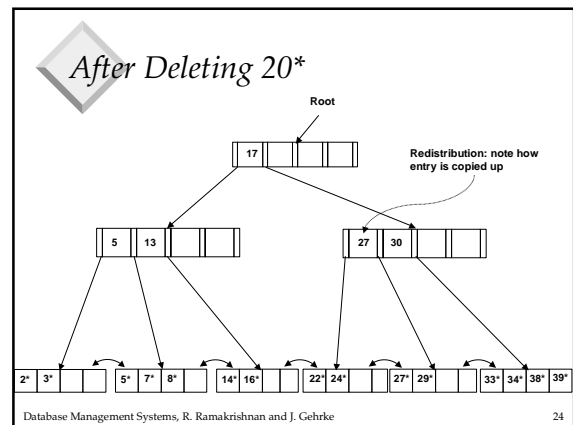 After Deleting 20*
Root
17
Redistribution: note how
entry is copied up
5 13
27 30
2* 3* 5* 7* 8* 14* 16* 22* 24* 27* 29* 33* 34* 38* 39*
Database Management Systems, R. Ramakrishnan and J. Gehrke 24